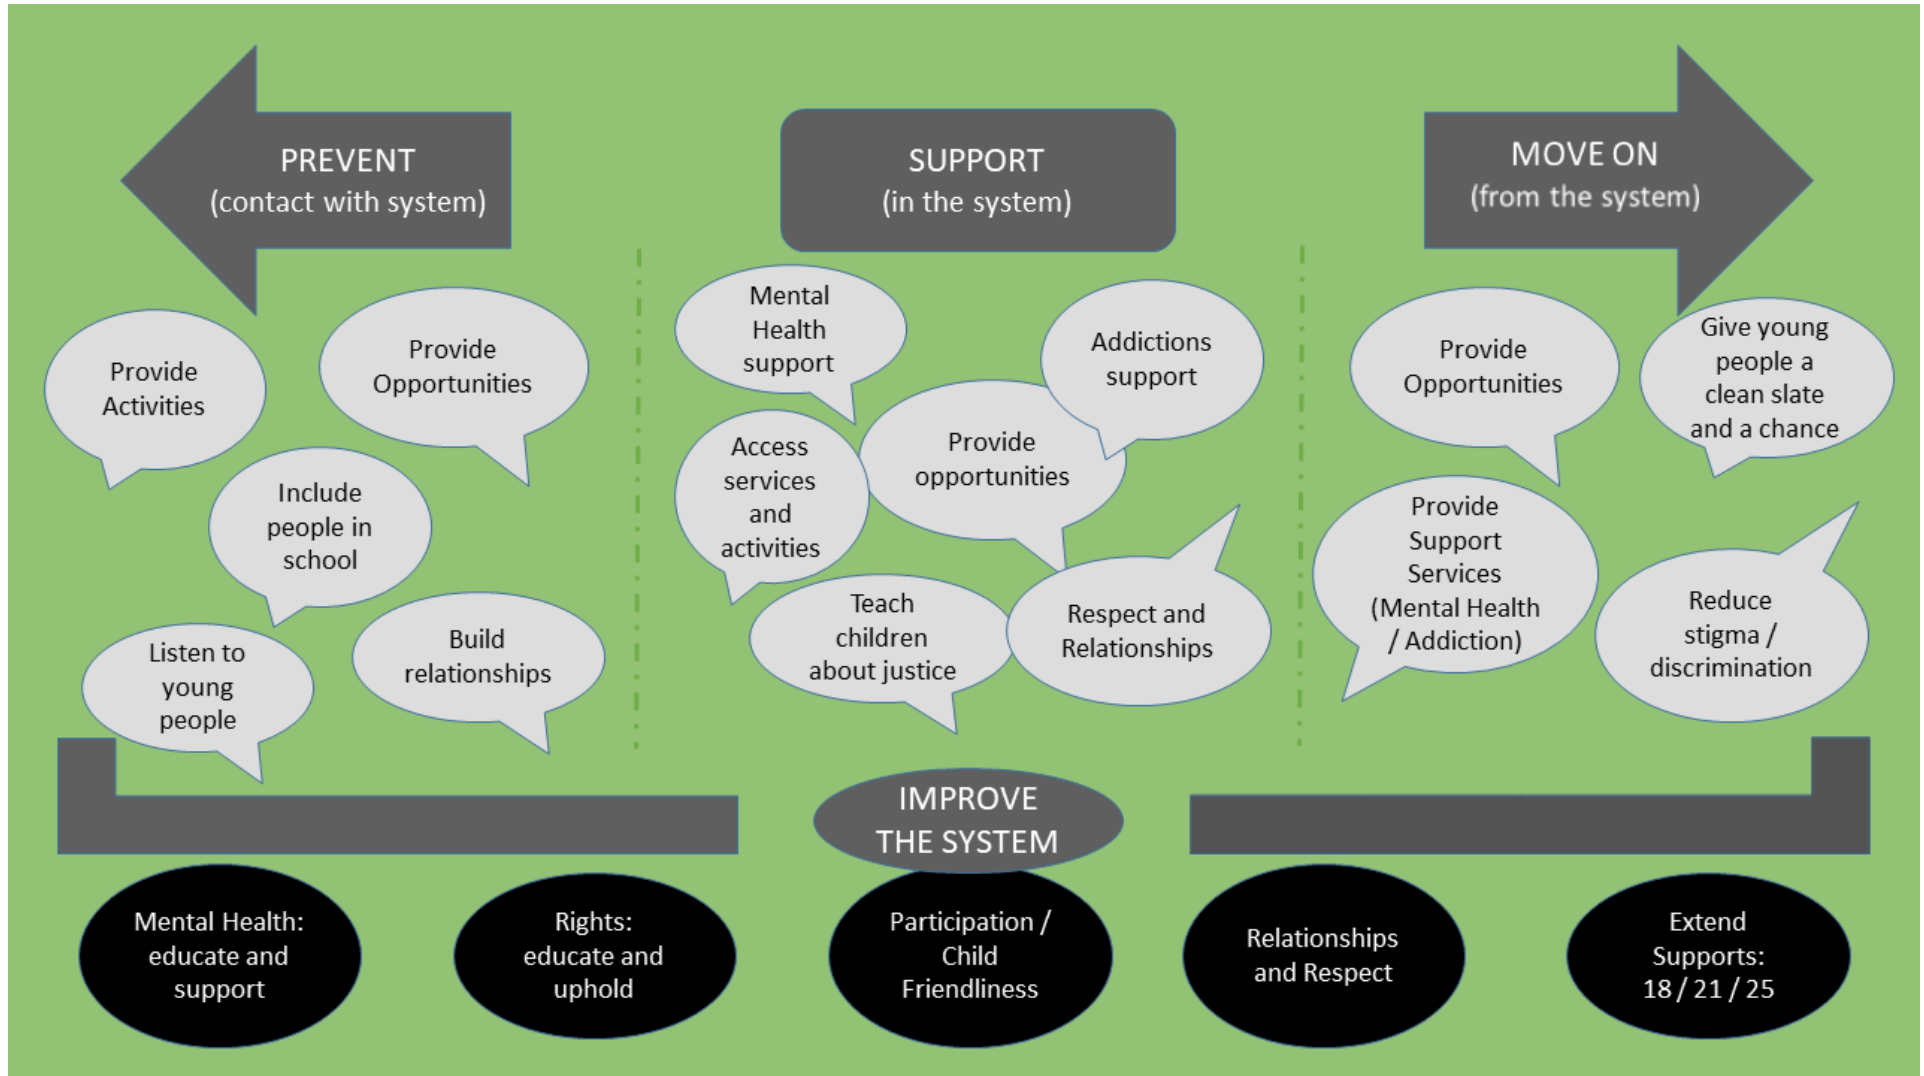 PREVENT
(contact with system)
SUPPORT
(in the system)
MOVE ON
(from the system)
Provide
Activities
Provide
Opportunities
Include
people in
school
Listen to
young
people
Build
relationships
Mental
Health
support
Addictions
support
Access
services
and
activities
Provide
opportunities
Teach
children
about justice
Respect and
Relationships
Provide
Opportunities
Give young
people a
clean slate
and a chance
Provide
Support
Services
(Mental Health
/ Addiction)
Reduce
stigma /
discrimination
IMPROVE
THE SYSTEM
Mental Health:
educate and
support
Rights:
educate and
uphold
Participation /
Child
Friendliness
Relationships
and Respect
Extend
Supports:
18 / 21 / 25